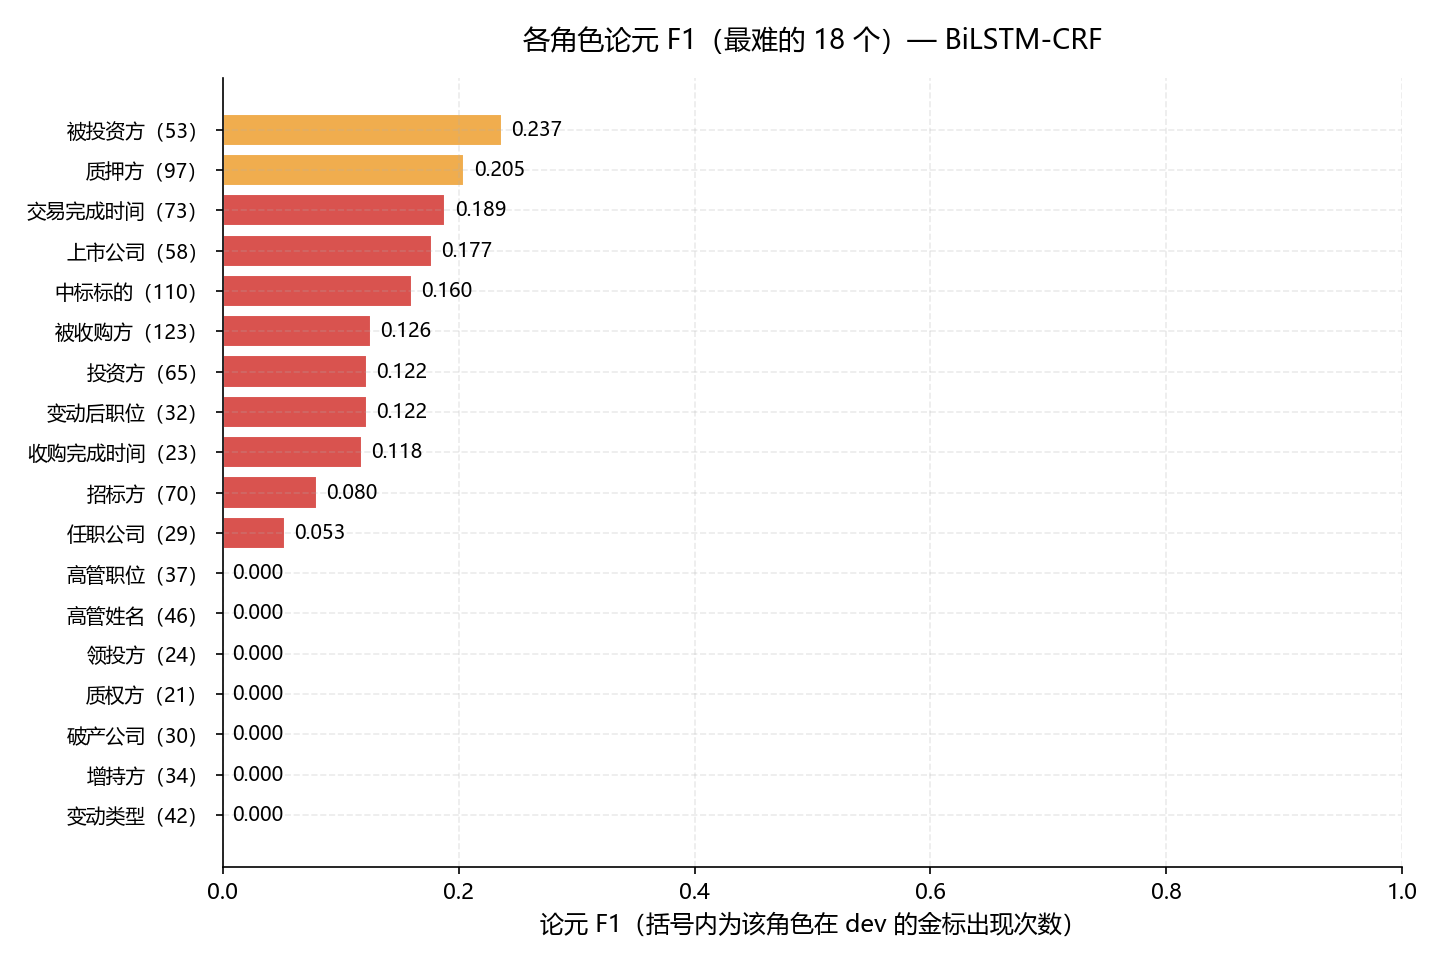 各角色论元 F1（最难的 18 个）— BiLSTM-CRF
被投资方（53） 0.237
质押方（97） 0.205
交易完成时间（73） 0.189
上市公司（58） 0.177
中标标的（110） 0.160
被收购方（123） 0.126
投资方（65） 0.122
变动后职位（32） 0.122
收购完成时间（23） 0.118
招标方（70） 0.080
任职公司（29） 0.053
高管职位（37） 0.000
高管姓名（46） 0.000
领投方（24） 0.000
质权方（21） 0.000
破产公司（30） 0.000
增持方（34） 0.000
变动类型（42） 0.000
0.0 0.2 0.4 0.6 0.8 1.0
论元 F1（括号内为该角色在 dev 的金标出现次数）